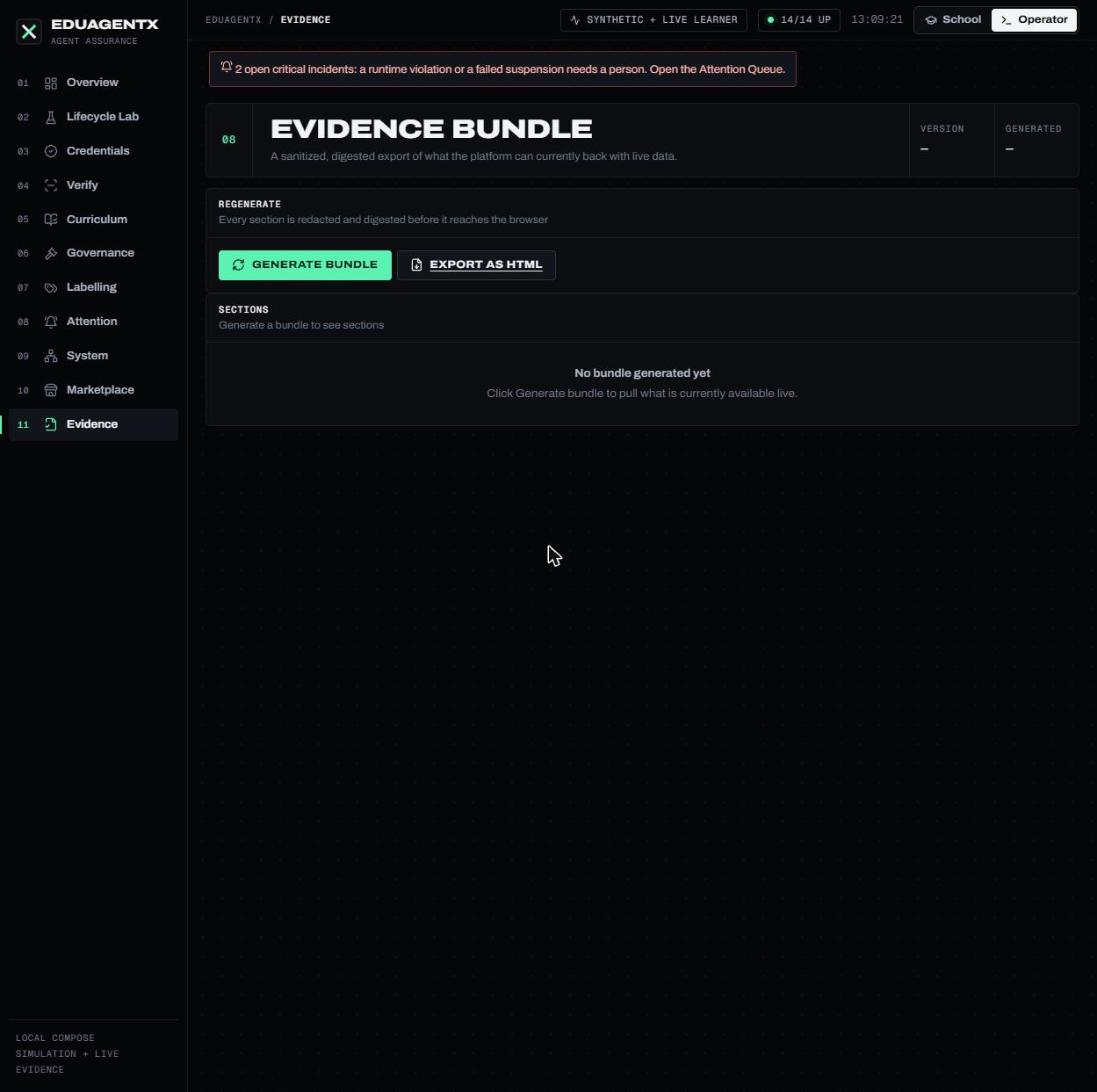 EDUAGENTX
AGENT ASSURANCE
01 Overview
02 Lifecycle Lab
03 Credentials
04 Verify
05 Curriculum
06 Governance
07 Labelling
08 Attention
09 System
10 Marketplace
11 Evidence
LOCAL COMPOSE
SIMULATION + LIVE
EVIDENCE
EDUAGENTX / EVIDENCE
SYNTHETIC + LIVE LEARNER
14/14 UP
13:09:21
School
Operator
2 open critical incidents: a runtime violation or a failed suspension needs a person. Open the Attention Queue.
08
EVIDENCE BUNDLE
A sanitized, digested export of what the platform can currently back with live data.
VERSION
—
GENERATED
—
REGENERATE
Every section is redacted and digested before it reaches the browser
GENERATE BUNDLE
EXPORT AS HTML
SECTIONS
Generate a bundle to see sections
No bundle generated yet
Click Generate bundle to pull what is currently available live.